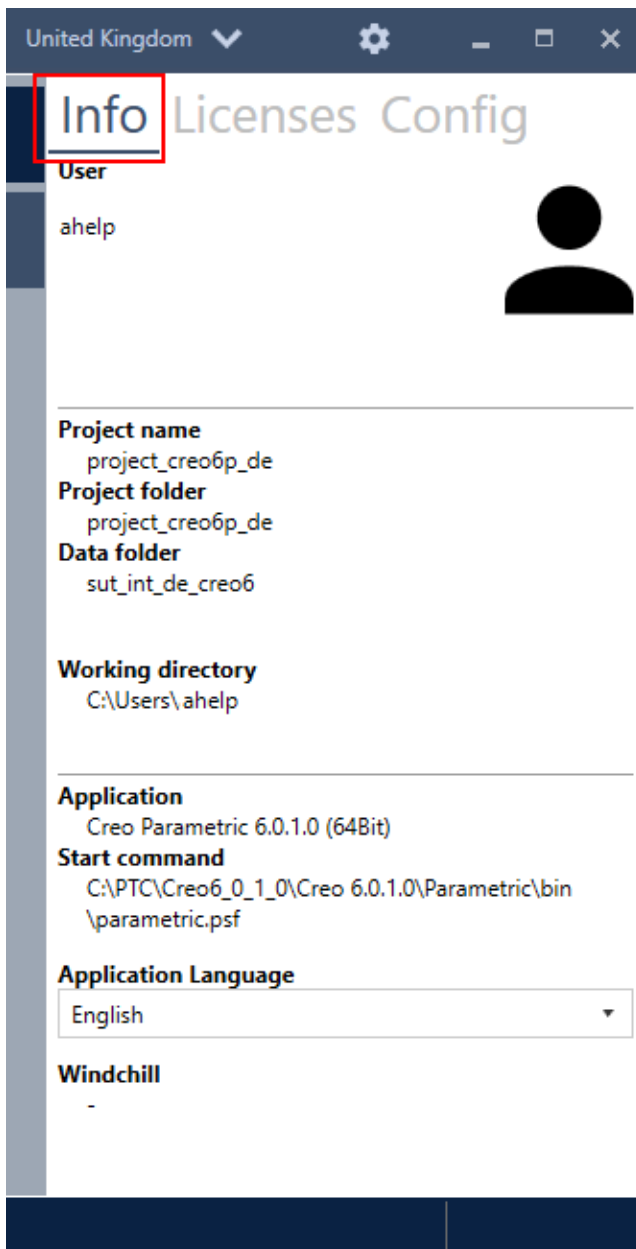 United Kingdom
Info Licenses Config
User
ahelp
Project name
project_creo6p_de
Project folder
project_creo6p_de
Data folder
sut_int_de_creo6
Working directory
C:\Users\ahelp
Application
Creo Parametric 6.0.1.0 (64Bit)
Start command
C:\PTC\Creo6_0_1_0\Creo 6.0.1.0\Parametric\bin
\parametric.psf
Application Language
English
Windchill
-